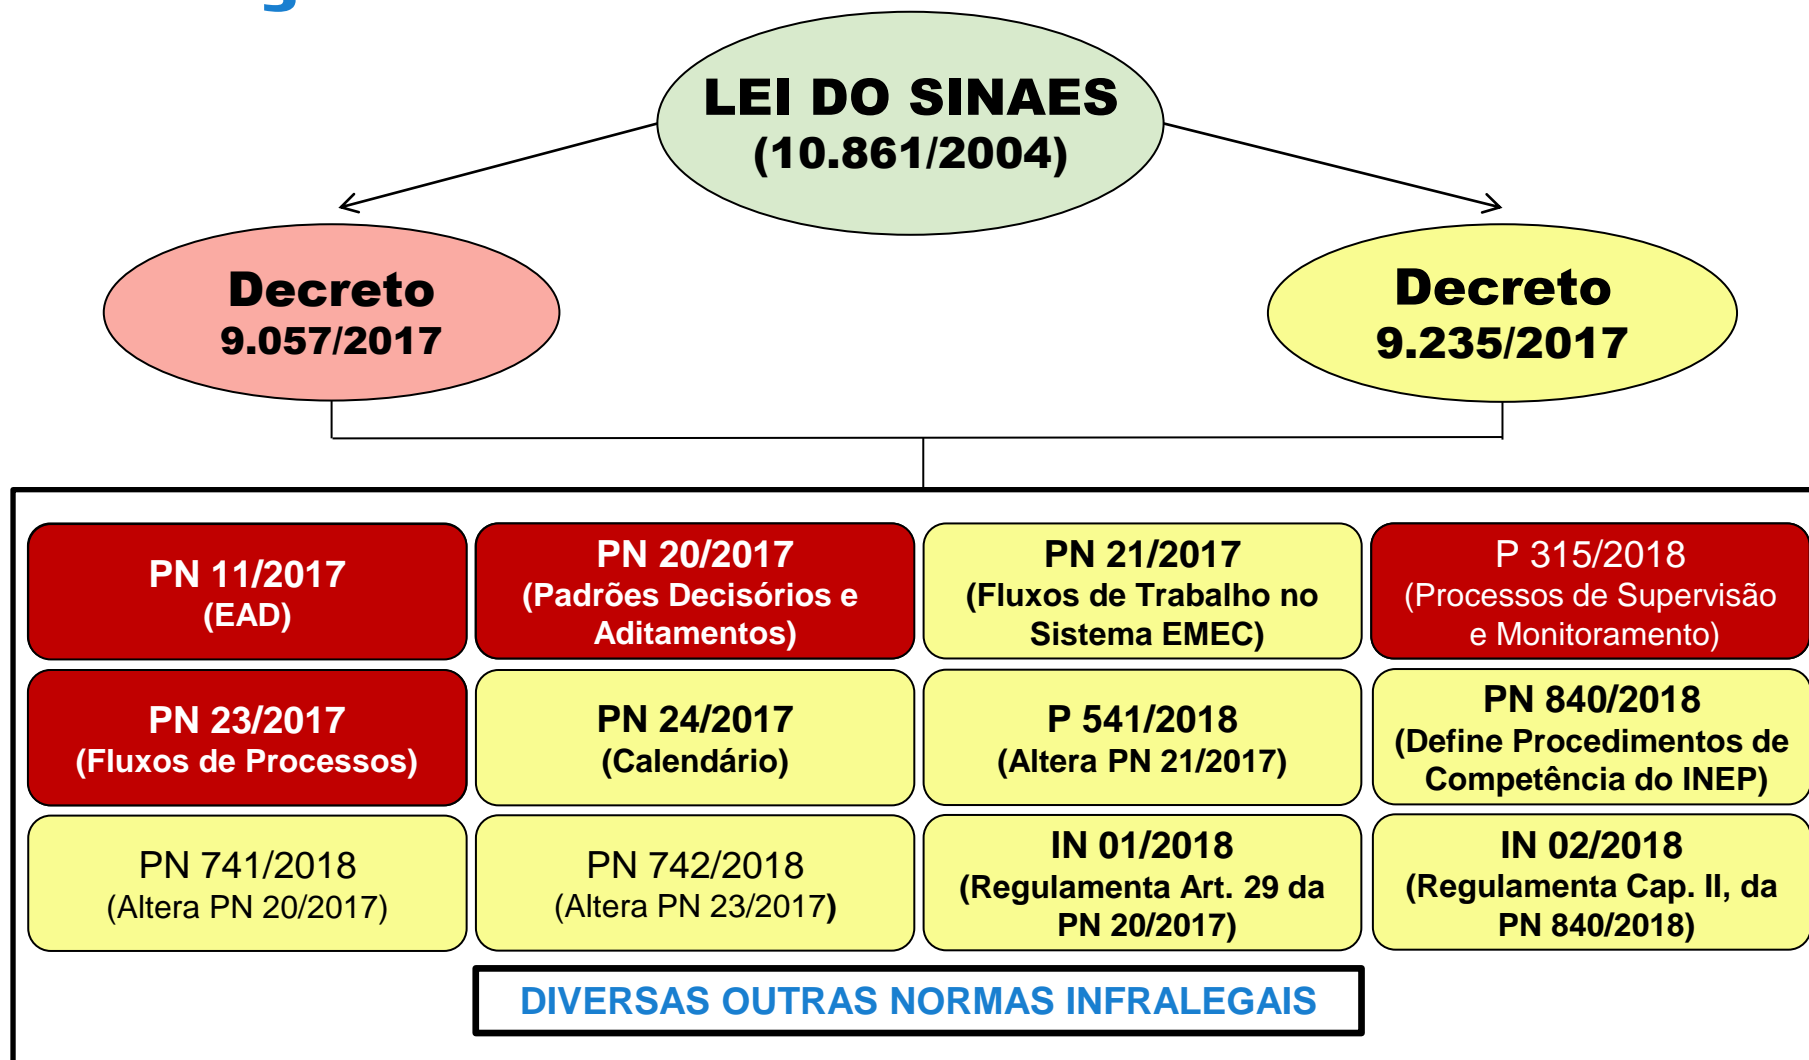 LEI DO SINAES
(10.861/2004)
Decreto
9.057/2017
Decreto
9.235/2017
PN 11/2017
(EAD)
PN 20/2017
(Padrões Decisórios e
Aditamentos)
PN 21/2017
(Fluxos de Trabalho no
Sistema EMEC)
P 315/2018
(Processos de Supervisão
e Monitoramento)
PN 23/2017
(Fluxos de Processos)
PN 24/2017
(Calendário)
P 541/2018
(Altera PN 21/2017)
PN 840/2018
(Define Procedimentos de
Competência do INEP)
PN 741/2018
(Altera PN 20/2017)
PN 742/2018
(Altera PN 23/2017)
IN 01/2018
(Regulamenta Art. 29 da
PN 20/2017)
IN 02/2018
(Regulamenta Cap. II, da
PN 840/2018)
DIVERSAS OUTRAS NORMAS INFRALEGAIS